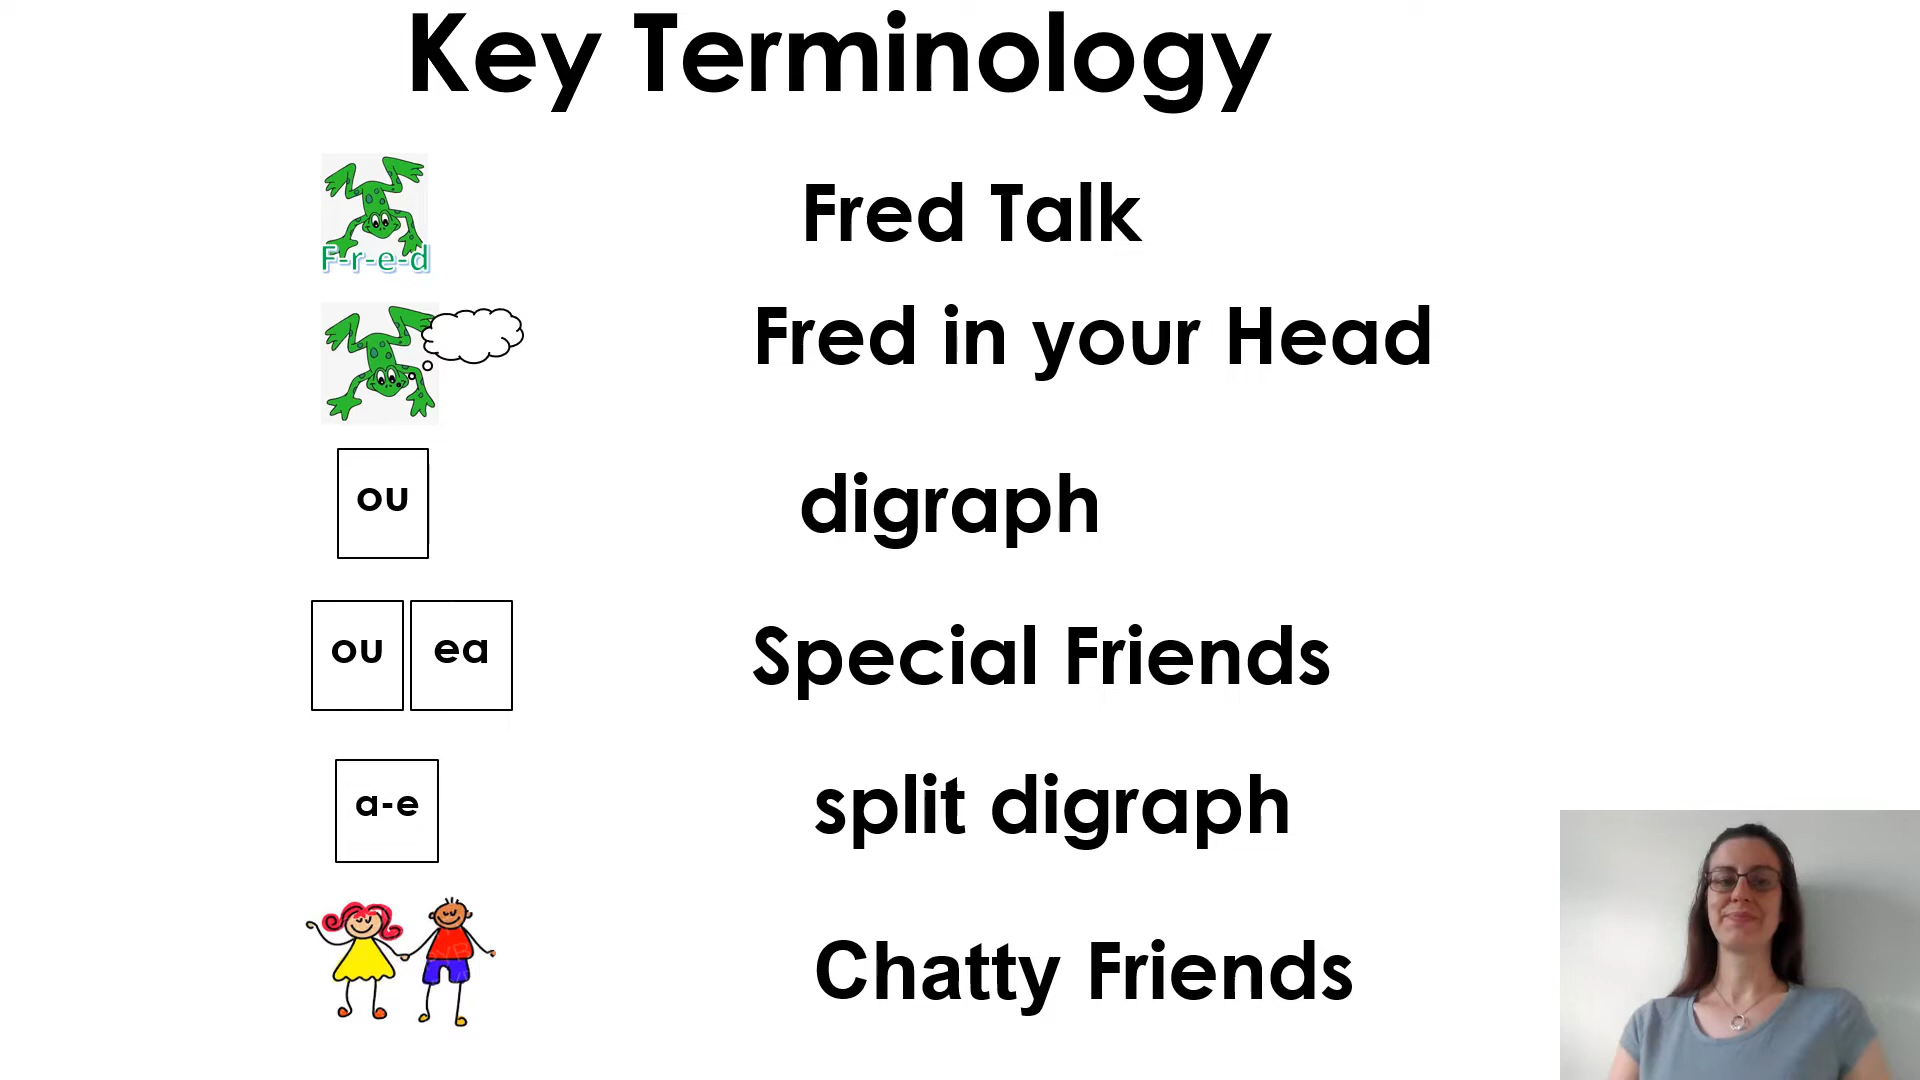 Key Terminology
F-r-e-d
Fred Talk
Fred in your Head
ou
digraph
ou ea
Special Friends
a-e
split digraph
Chatty Friends